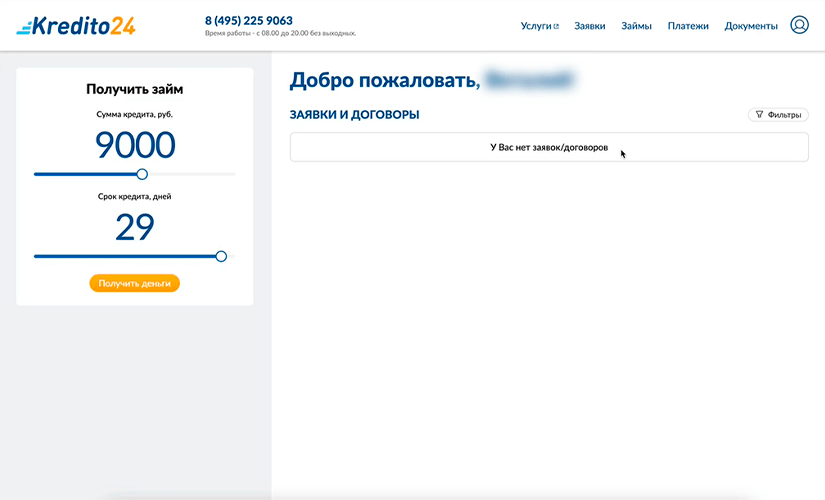 Kredito24
8 (495) 225 9063
Время работы - с 08.00 до 20.00 без выходных.
Услуги
Заявки
Займы
Платежи
Документы
Получить займ
Сумма кредита, руб.
9000
Срок кредита, дней
29
Получить деньги
Добро пожаловать,
ЗАЯВКИ И ДОГОВОРЫ
Фильтры
У Вас нет заявок/договоров